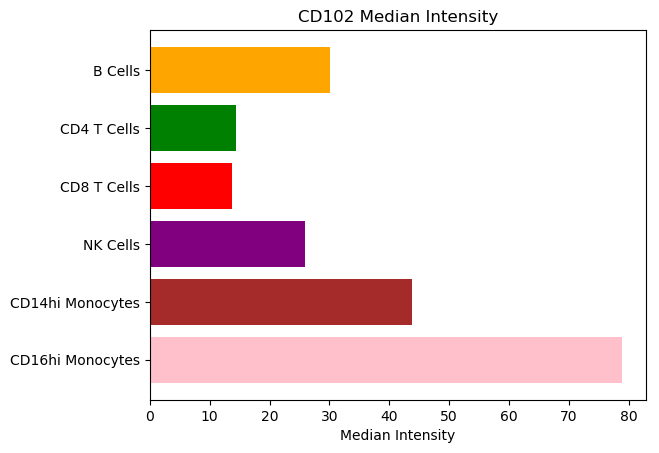 CD102 Median Intensity
B Cells
CD4 T Cells
CD8 T Cells
NK Cells
CD14hi Monocytes
CD16hi Monocytes
0 10 20 30 40 50 60 70 80
Median Intensity